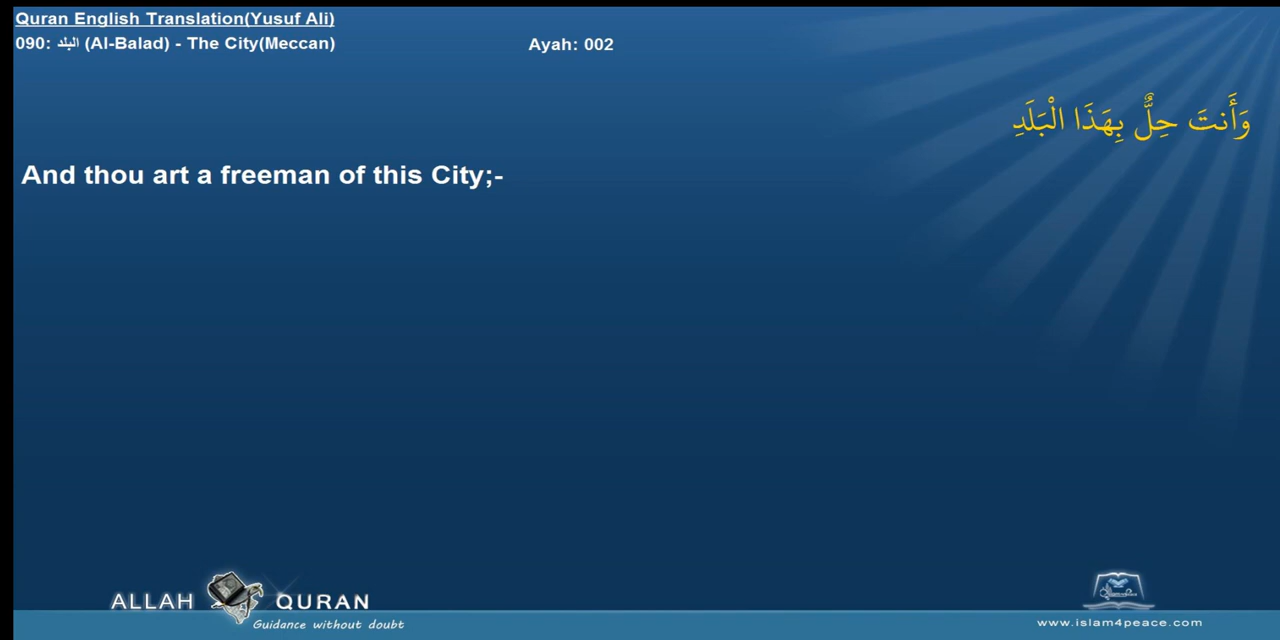 Quran English Translation(Yusuf Ali)
090: البلد (Al-Balad) - The City(Meccan)
Ayah: 002
وَأَنتَ حِلٌّ بِهَذَا الْبَلَدِ
And thou art a freeman of this City;-
ALLAH QURAN
Guidance without doubt
www.islam4peace.com